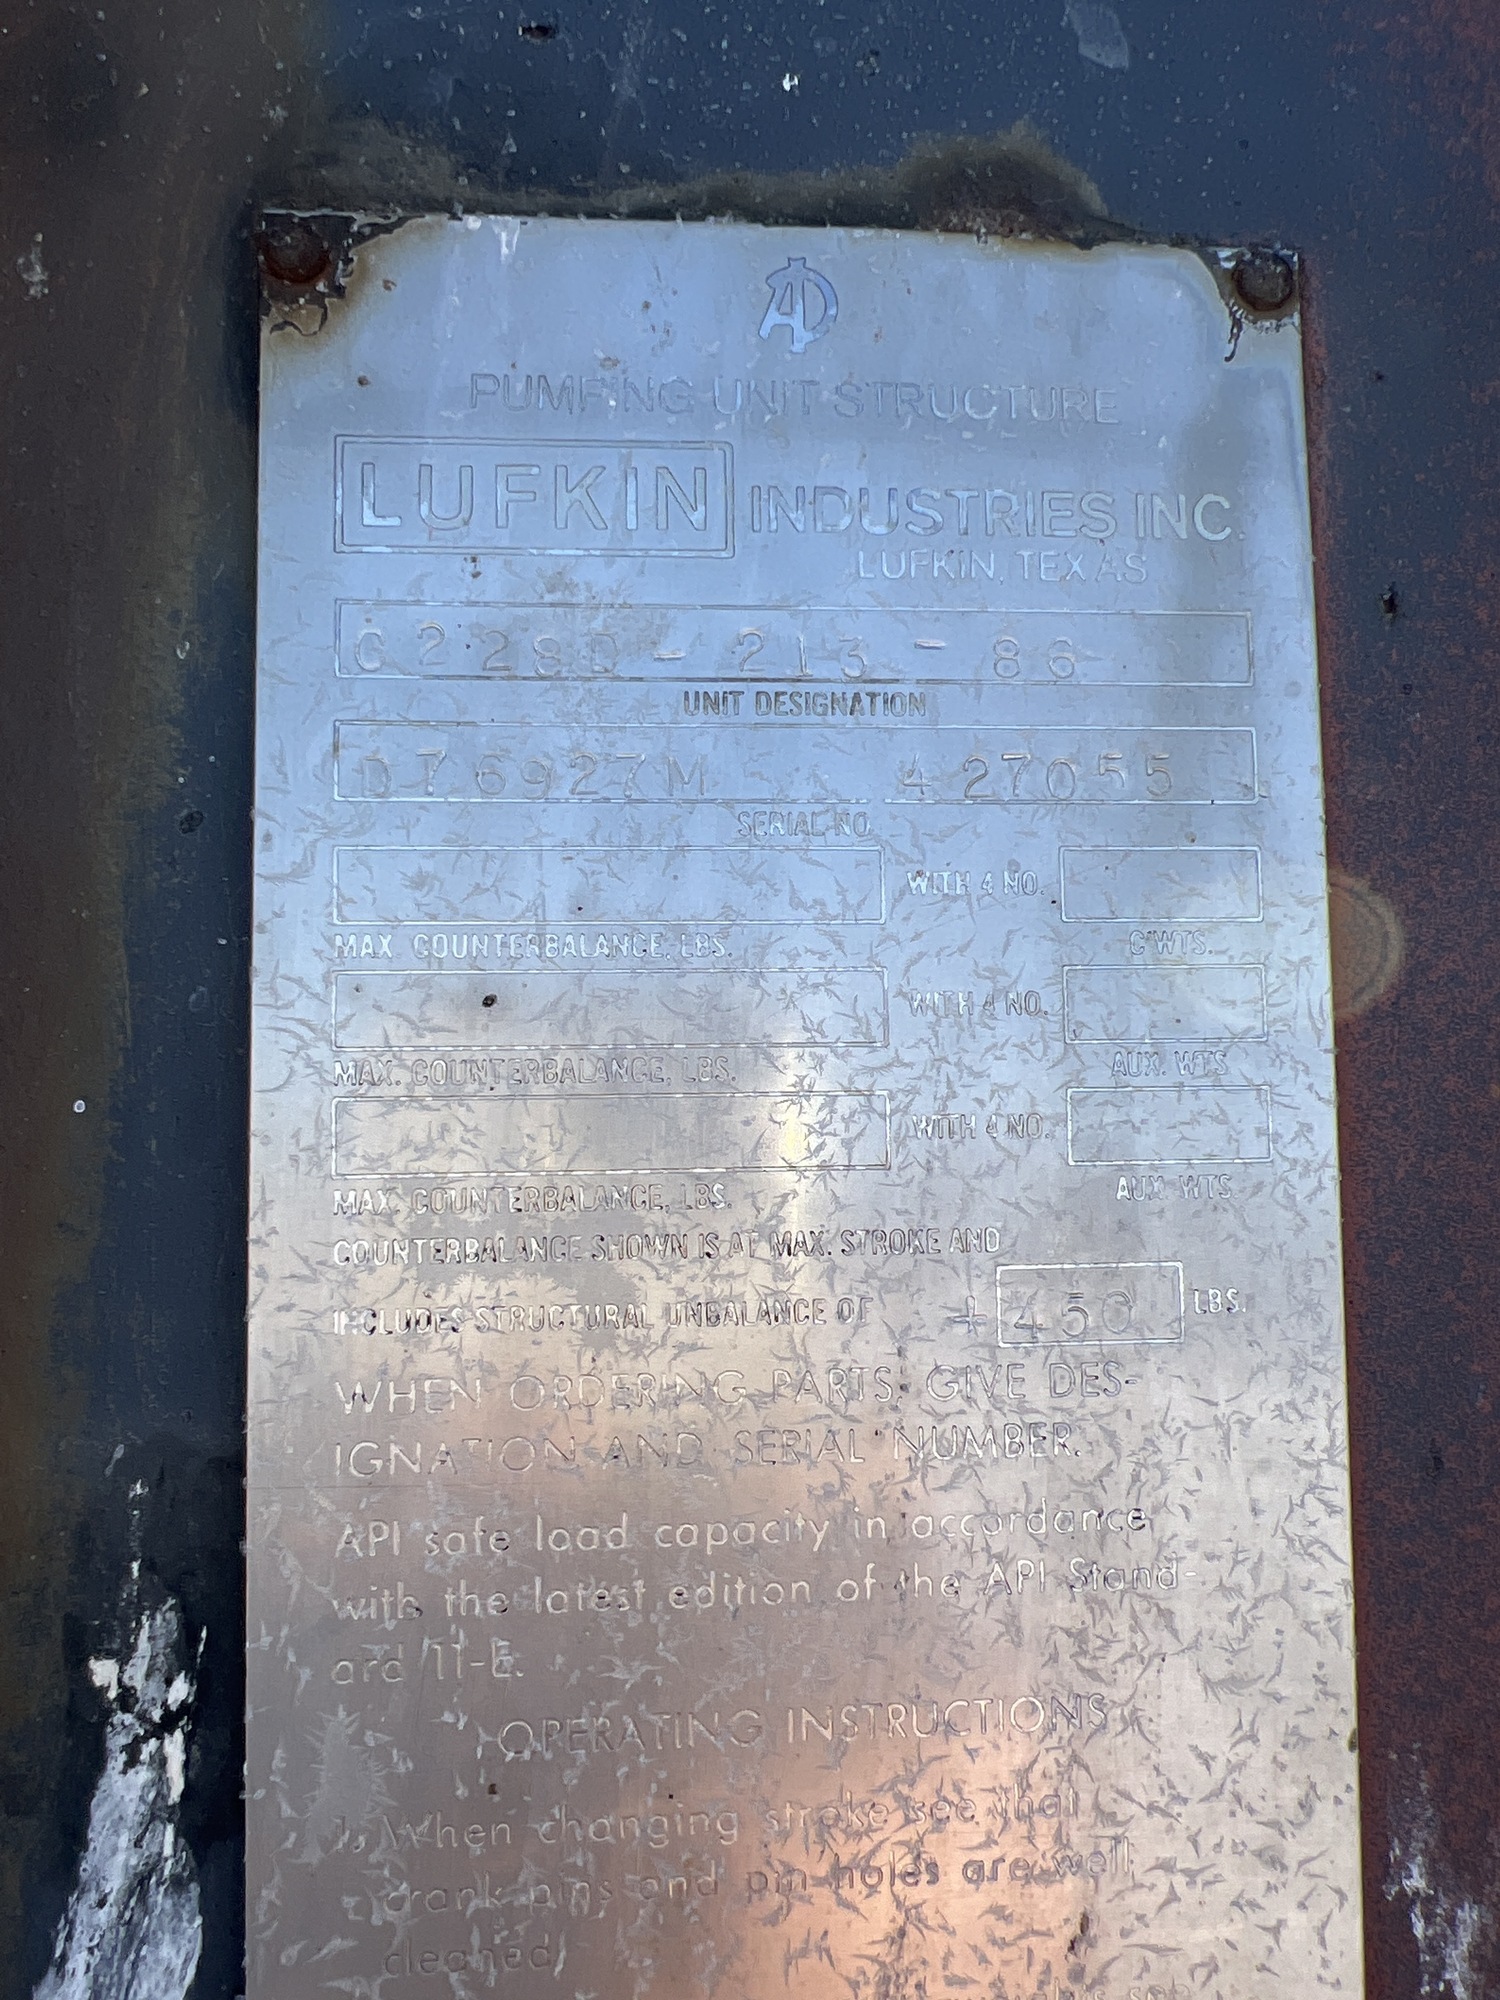 PUMPING UNIT STRUCTURE
LUFKIN INDUSTRIES INC.
LUFKIN, TEXAS
C228D-213-86
UNIT DESIGNATION
D76927M 427055
SERIAL NO.
WITH 4 NO.
MAX. COUNTERBALANCE, LBS. C'WTS.
WITH 4 NO.
MAX. COUNTERBALANCE, LBS. AUX. WTS.
WITH 4 NO.
MAX. COUNTERBALANCE, LBS. AUX. WTS.
COUNTERBALANCE SHOWN IS AT MAX. STROKE AND
INCLUDES STRUCTURAL UNBALANCE OF +450 LBS.
WHEN ORDERING PARTS, GIVE DES-
IGNATION AND SERIAL NUMBER.
API safe load capacity in accordance
with the latest edition of the API Stand-
ard 11-E.
OPERATING INSTRUCTIONS
1. When changing stroke see that
crank pins and pin holes are well
cleaned.